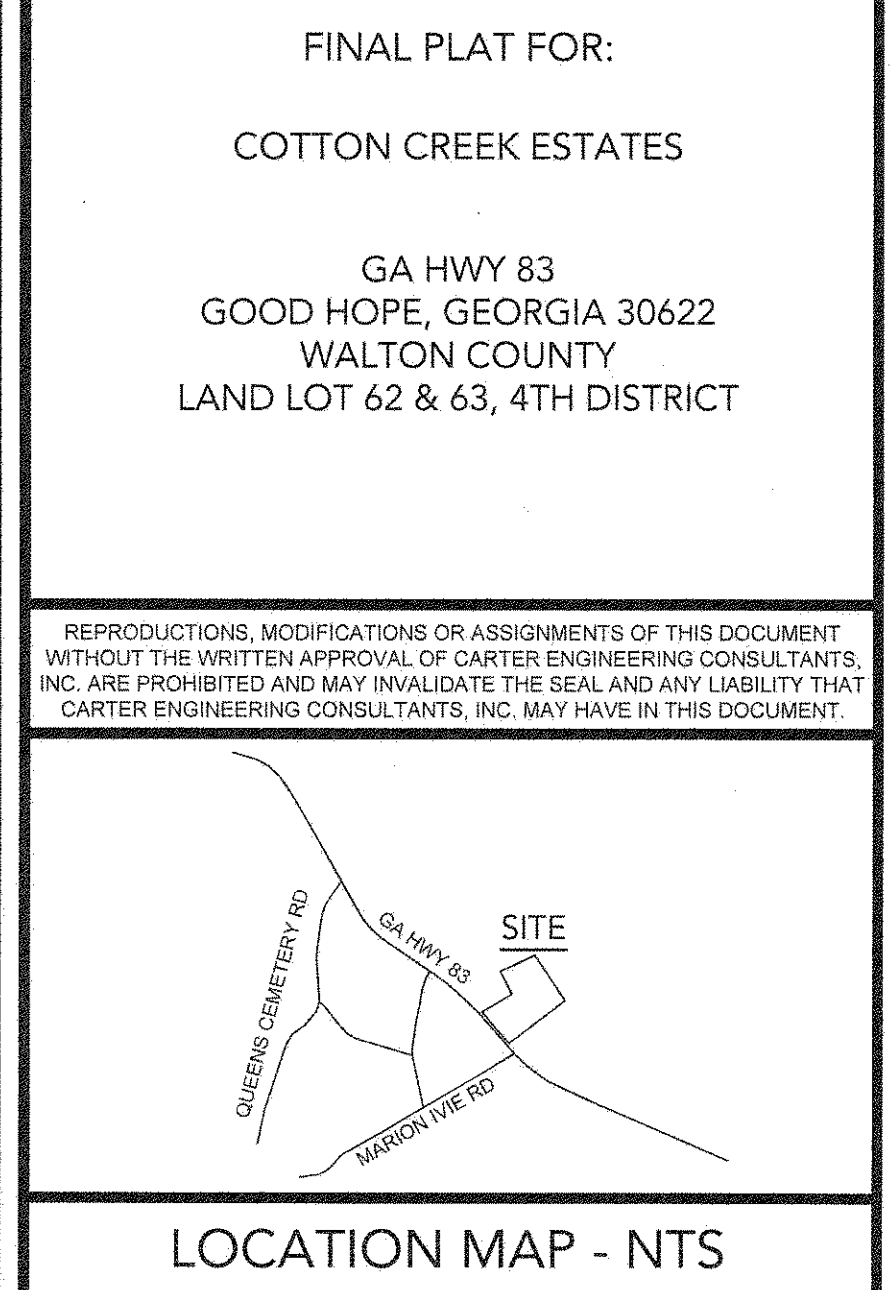 FINAL PLAT FOR:
COTTON CREEK ESTATES
GA HWY 83
GOOD HOPE, GEORGIA 30622
WALTON COUNTY
LAND LOT 62 & 63, 4TH DISTRICT
REPRODUCTIONS, MODIFICATIONS OR ASSIGNMENTS OF THIS DOCUMENT
WITHOUT THE WRITTEN APPROVAL OF CARTER ENGINEERING CONSULTANTS,
INC. ARE PROHIBITED AND MAY INVALIDATE THE SEAL AND ANY LIABILITY THAT
CARTER ENGINEERING CONSULTANTS, INC. MAY HAVE IN THIS DOCUMENT.
QUEENS CEMETERY RD
GA HWY 83
SITE
MARION IVIE RD
LOCATION MAP - NTS